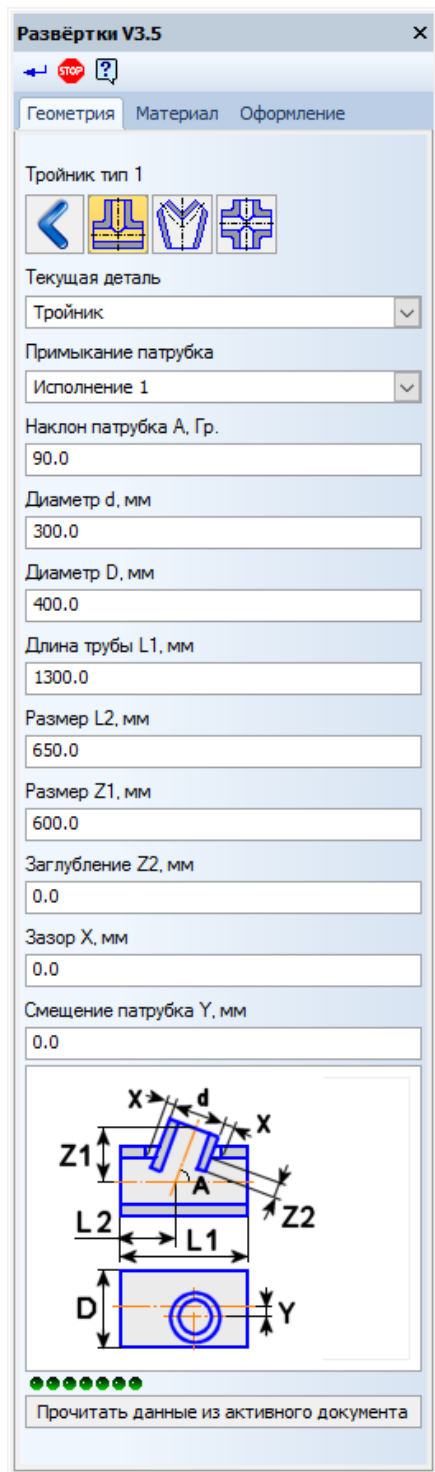 Развёртки V3.5
STOP
Геометрия Материал Оформление
Тройник тип 1
Текущая деталь
Тройник
Примыкание патрубка
Исполнение 1
Наклон патрубка А, Гр.
90.0
Диаметр d, мм
300.0
Диаметр D, мм
400.0
Длина трубы L1, мм
1300.0
Размер L2, мм
650.0
Размер Z1, мм
600.0
Заглубление Z2, мм
0.0
Зазор X, мм
0.0
Смещение патрубка Y, мм
0.0
X d X
Z1
A
Z2
L2
L1
D
Y
Прочитать данные из активного документа